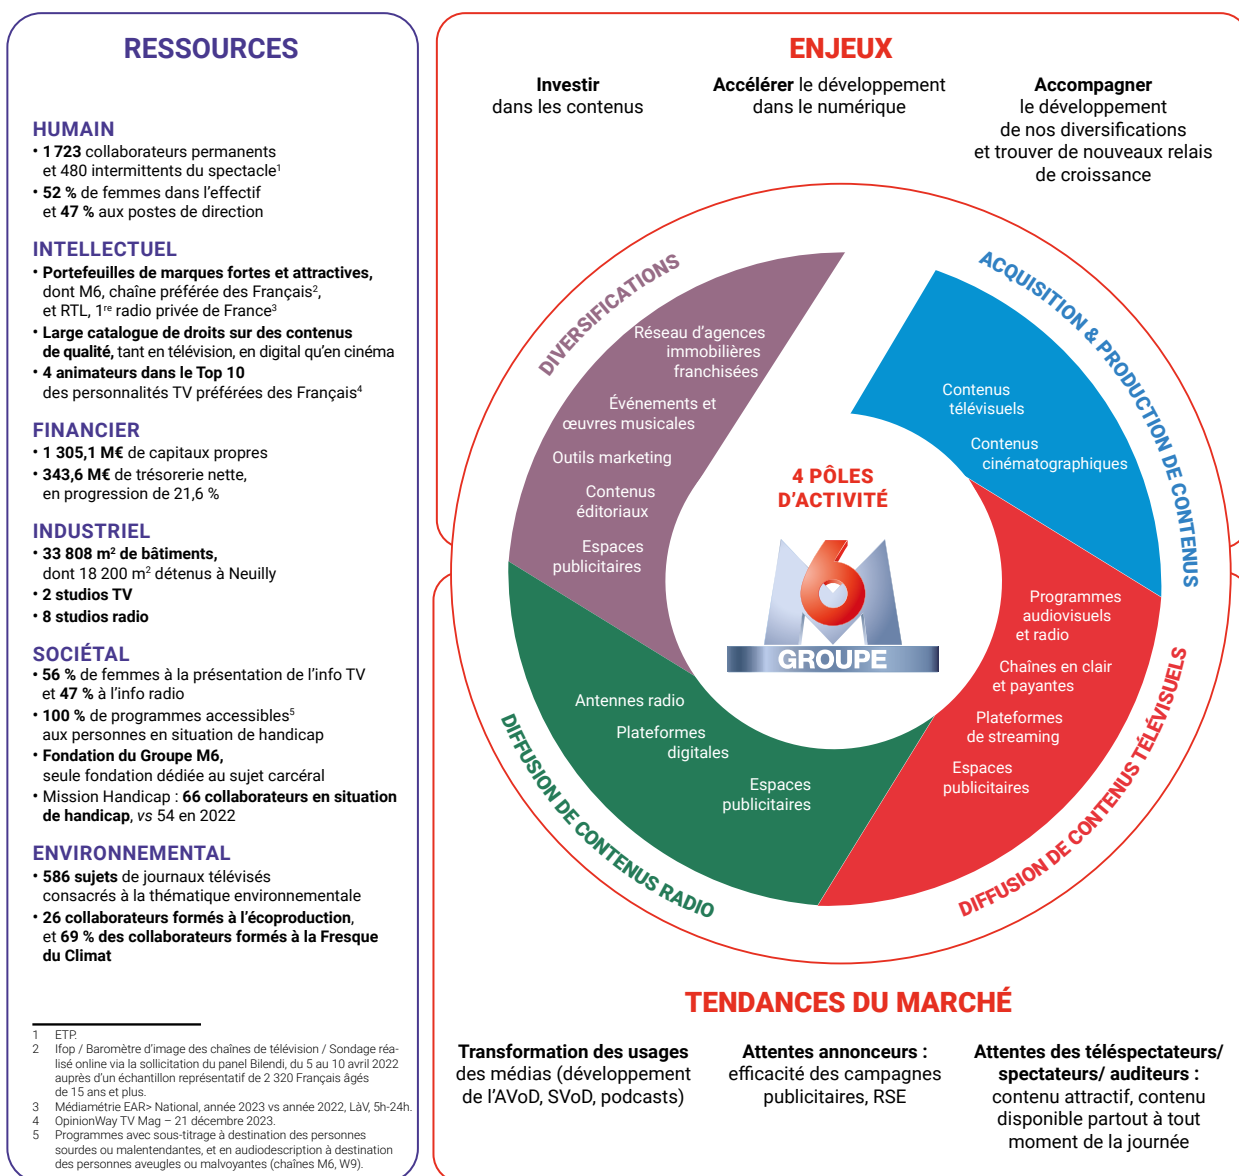 RESSOURCES
HUMAIN
• 1 723 collaborateurs permanents
et 480 intermittents du spectacle¹
• 52 % de femmes dans l'effectif
et 47 % aux postes de direction
INTELLECTUEL
• Portefeuilles de marques fortes et attractives,
dont M6, chaîne préférée des Français²,
et RTL, 1re radio privée de France³
• Large catalogue de droits sur des contenus
de qualité, tant en télévision, en digital qu'en cinéma
• 4 animateurs dans le Top 10
des personnalités TV préférées des Français⁴
FINANCIER
• 1 305,1 M€ de capitaux propres
• 343,6 M€ de trésorerie nette,
en progression de 21,6 %
INDUSTRIEL
• 33 808 m² de bâtiments,
dont 18 200 m² détenus à Neuilly
• 2 studios TV
• 8 studios radio
SOCIÉTAL
• 56 % de femmes à la présentation de l'info TV
et 47 % à l'info radio
• 100 % de programmes accessibles⁵
aux personnes en situation de handicap
• Fondation du Groupe M6,
seule fondation dédiée au sujet carcéral
• Mission Handicap : 66 collaborateurs en situation
de handicap, vs 54 en 2022
ENVIRONNEMENTAL
• 586 sujets de journaux télévisés
consacrés à la thématique environnementale
• 26 collaborateurs formés à l'écoproduction,
et 69 % des collaborateurs formés à la Fresque
du Climat
1 ETP.
2 Ifop / Baromètre d'image des chaînes de télévision / Sondage réa-
lisé online via la sollicitation du panel Bilendi, du 5 au 10 avril 2022
auprès d'un échantillon représentatif de 2 320 Français âgés
de 15 ans et plus.
3 Médiamétrie EAR> National, année 2023 vs année 2022, LàV, 5h-24h.
4 OpinionWay TV Mag – 21 décembre 2023.
5 Programmes avec sous-titrage à destination des personnes
sourdes ou malentendantes, et en audiodescription à destination
des personnes aveugles ou malvoyantes (chaînes M6, W9).
ENJEUX
Investir
dans les contenus
Accélérer le développement
dans le numérique
Accompagner
le développement
de nos diversifications
et trouver de nouveaux relais
de croissance
DIVERSIFICATIONS
Réseau d'agences
immobilières
franchisées
Événements et
œuvres musicales
Outils marketing
Contenus
éditoriaux
Espaces
publicitaires
ACQUISITION & PRODUCTION DE CONTENUS
Contenus
télévisuels
Contenus
cinématographiques
4 PÔLES
D'ACTIVITÉ
M6
GROUPE
Programmes
audiovisuels
et radio
Chaînes en clair
et payantes
Plateformes
de streaming
Espaces
publicitaires
DIFFUSION DE CONTENUS TÉLÉVISUELS
Antennes radio
Plateformes
digitales
Espaces
publicitaires
DIFFUSION DE CONTENUS RADIO
TENDANCES DU MARCHÉ
Transformation des usages
des médias (développement
de l'AVoD, SVoD, podcasts)
Attentes annonceurs :
efficacité des campagnes
publicitaires, RSE
Attentes des téléspectateurs/
spectateurs/ auditeurs :
contenu attractif, contenu
disponible partout à tout
moment de la journée